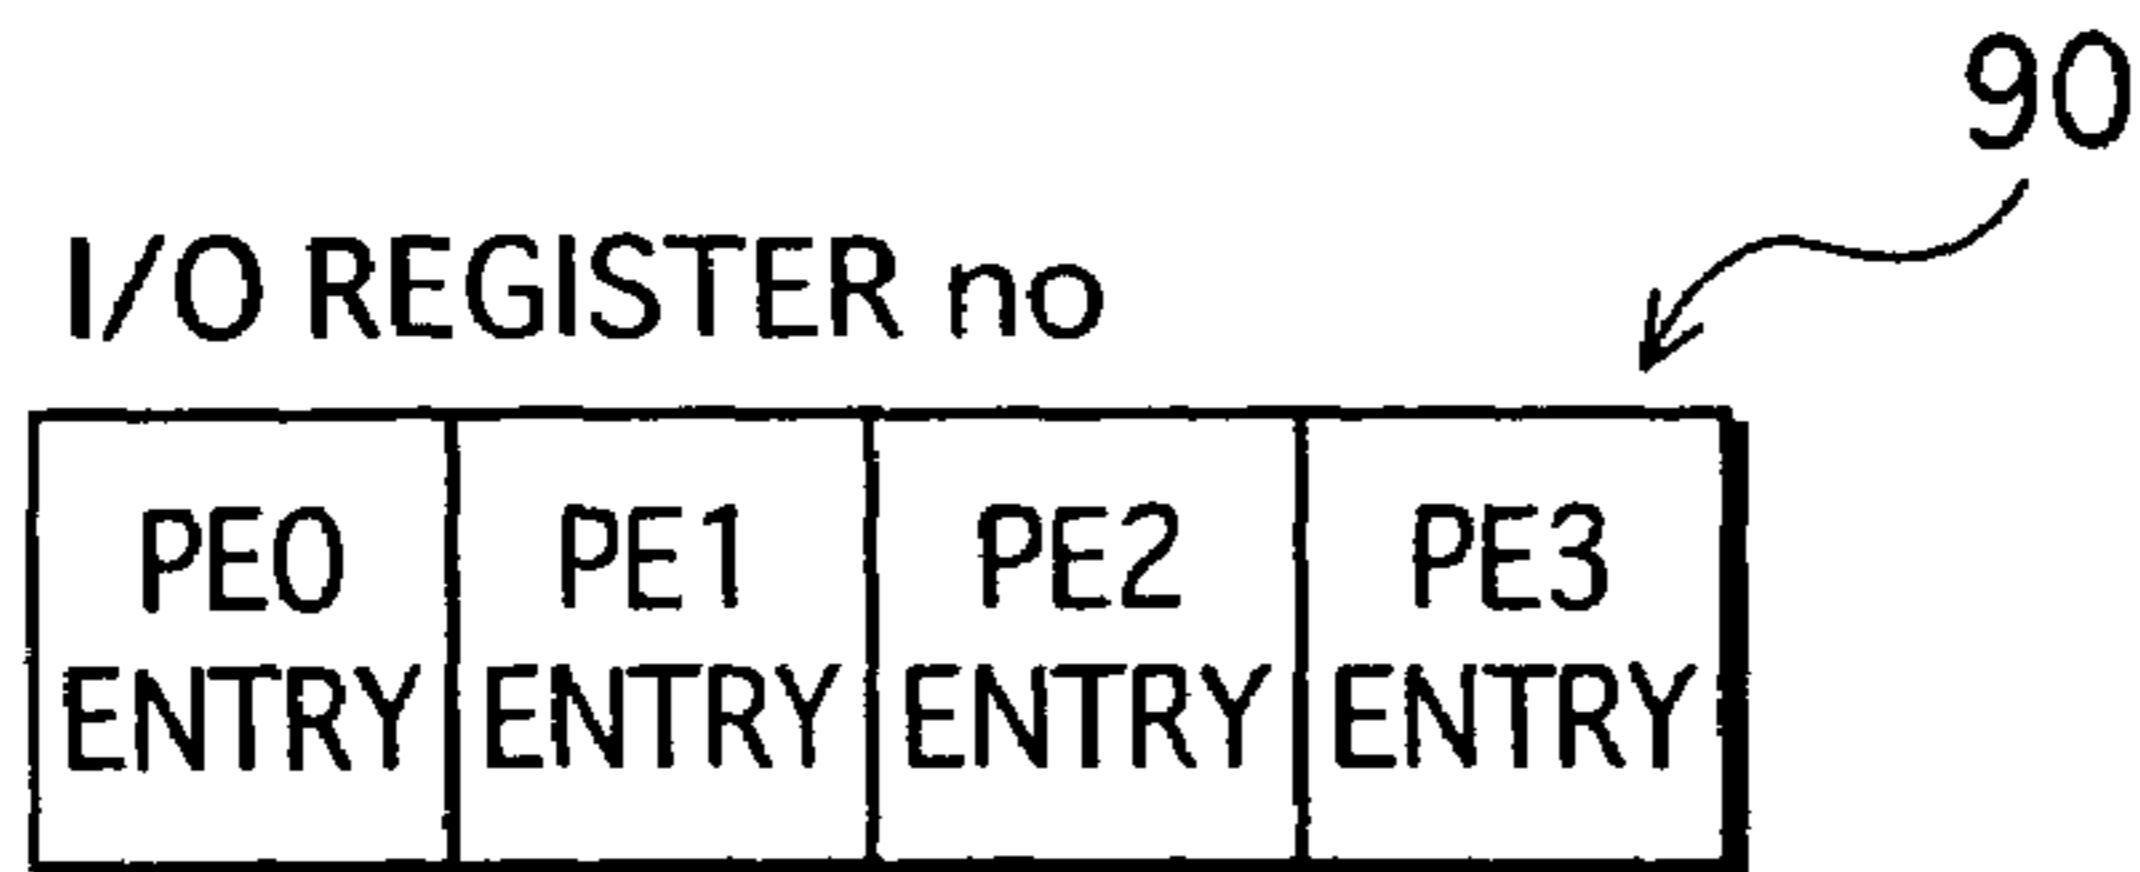 90
I/O REGISTER no
PE0 ENTRY
PE1 ENTRY
PE2 ENTRY
PE3 ENTRY